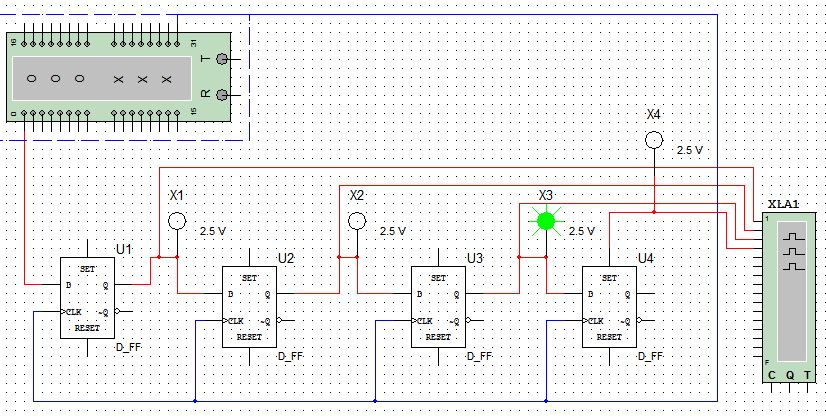 16
31
T
O O O X X X
R
0
15
X4
2.5 V
X1
2.5 V
X2
2.5 V
X3
2.5 V
XLA1
1
F
C Q T
U1
SET
D Q
CLK ~Q
RESET
D_FF
U2
SET
D Q
CLK ~Q
RESET
D_FF
U3
SET
D Q
CLK ~Q
RESET
D_FF
U4
SET
D Q
CLK ~Q
RESET
D_FF